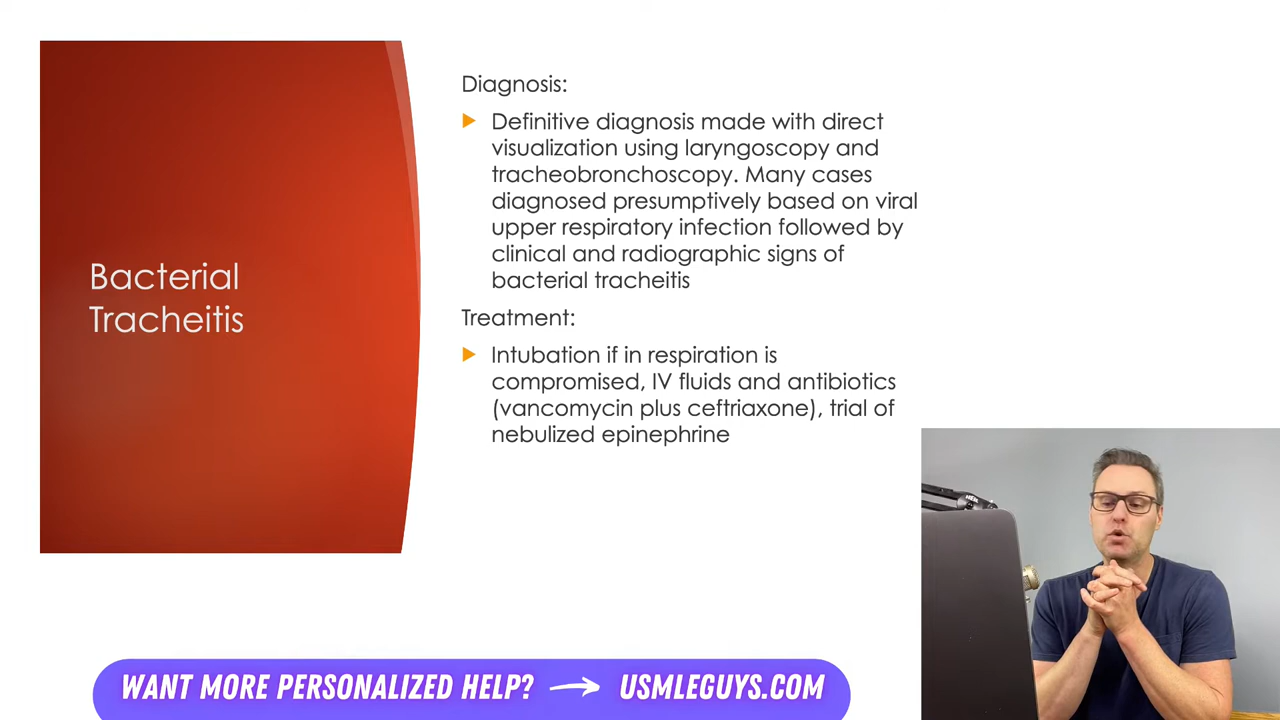 Bacterial
Tracheitis
Diagnosis:
Definitive diagnosis made with direct
visualization using laryngoscopy and
tracheobronchoscopy. Many cases
diagnosed presumptively based on viral
upper respiratory infection followed by
clinical and radiographic signs of
bacterial tracheitis
Treatment:
Intubation if in respiration is
compromised, IV fluids and antibiotics
(vancomycin plus ceftriaxone), trial of
nebulized epinephrine
WANT MORE PERSONALIZED HELP? → USMLEGUYS.COM